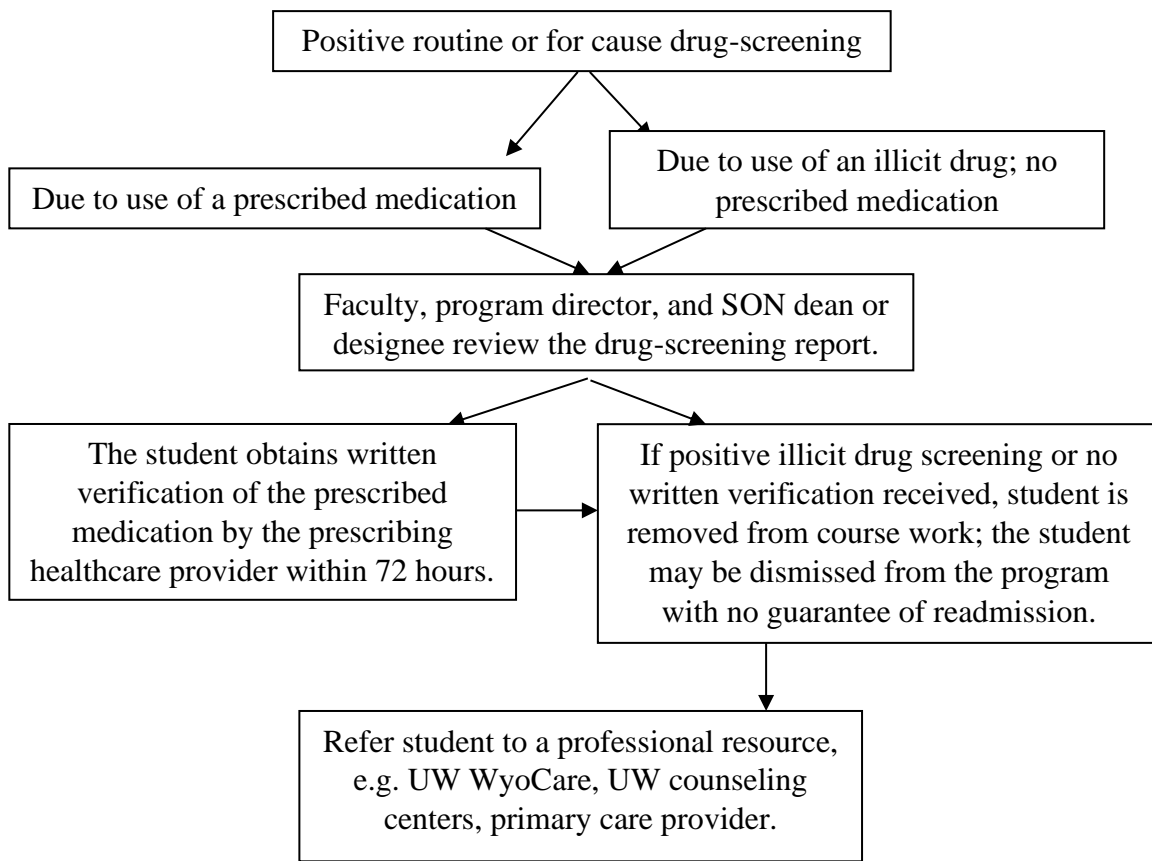 Positive routine or for cause drug-screening
Due to use of a prescribed medication
Due to use of an illicit drug; no
prescribed medication
Faculty, program director, and SON dean or
designee review the drug-screening report.
The student obtains written
verification of the prescribed
medication by the prescribing
healthcare provider within 72 hours.
If positive illicit drug screening or no
written verification received, student is
removed from course work; the student
may be dismissed from the program
with no guarantee of readmission.
Refer student to a professional resource,
e.g. UW WyoCare, UW counseling
centers, primary care provider.